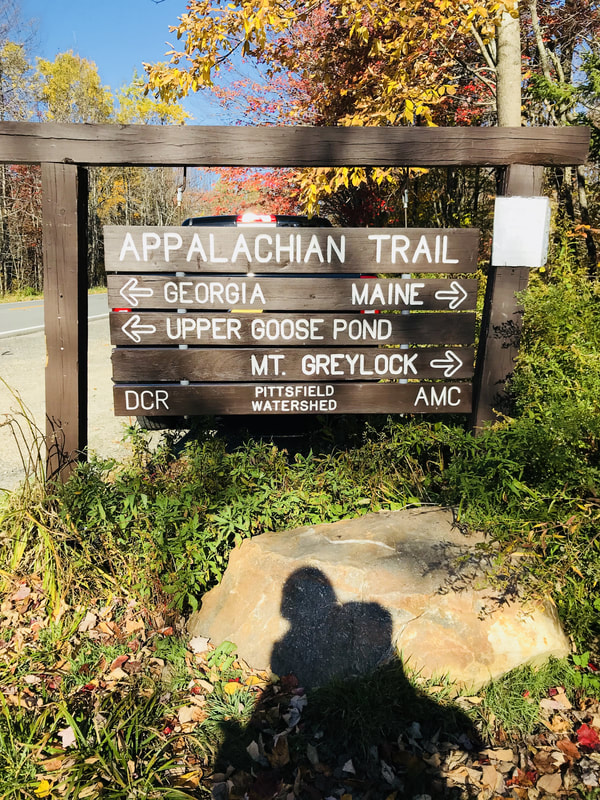 APPALACHIAN TRAIL
GEORGIA MAINE
UPPER GOOSE POND
MT. GREYLOCK
DCR PITTSFIELD WATERSHED AMC